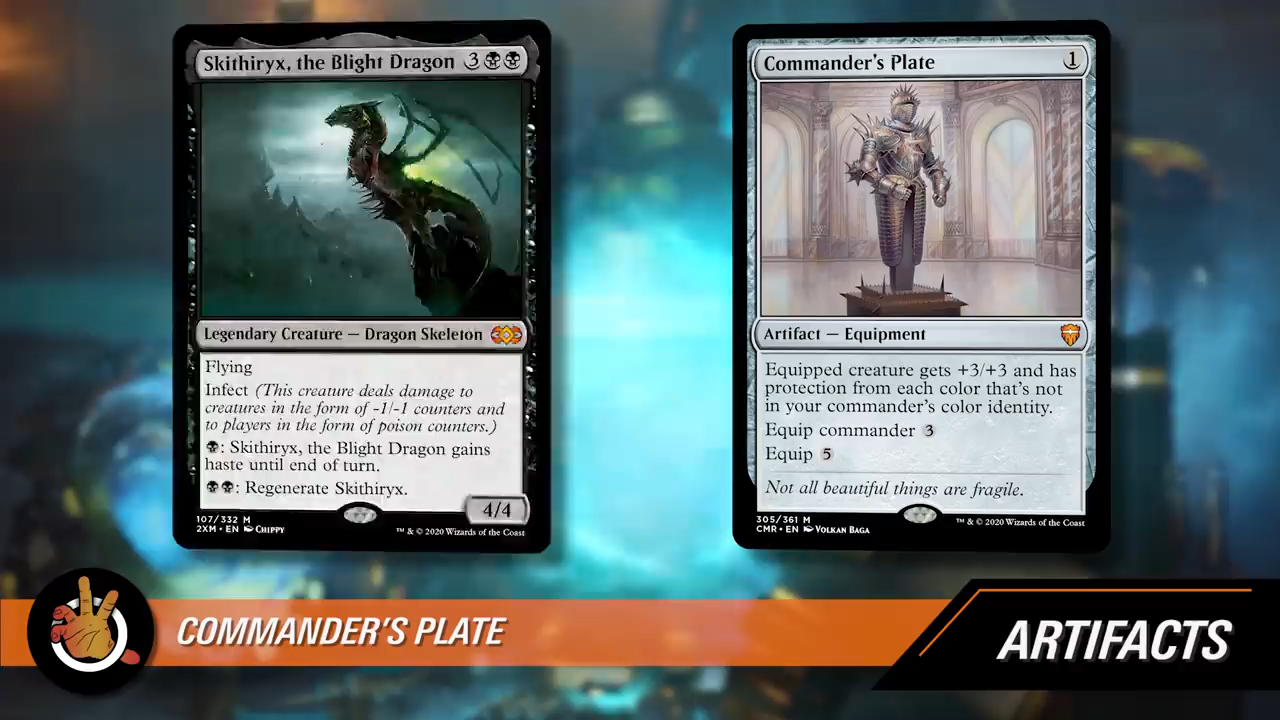 Skithiryx, the Blight Dragon 3
Legendary Creature — Dragon Skeleton
Flying
Infect (This creature deals damage to
creatures in the form of -1/-1 counters and
to players in the form of poison counters.)
: Skithiryx, the Blight Dragon gains
haste until end of turn.
: Regenerate Skithiryx.
4/4
107/332 M
2XM • EN CHIPPY
™ & © 2020 Wizards of the Coast
Commander's Plate 1
Artifact — Equipment
Equipped creature gets +3/+3 and has
protection from each color that's not
in your commander's color identity.
Equip commander 3
Equip 5
Not all beautiful things are fragile.
305/361 M
CMR • EN VOLKAN BAGA
™ & © 2020 Wizards of the Coast
COMMANDER'S PLATE
ARTIFACTS